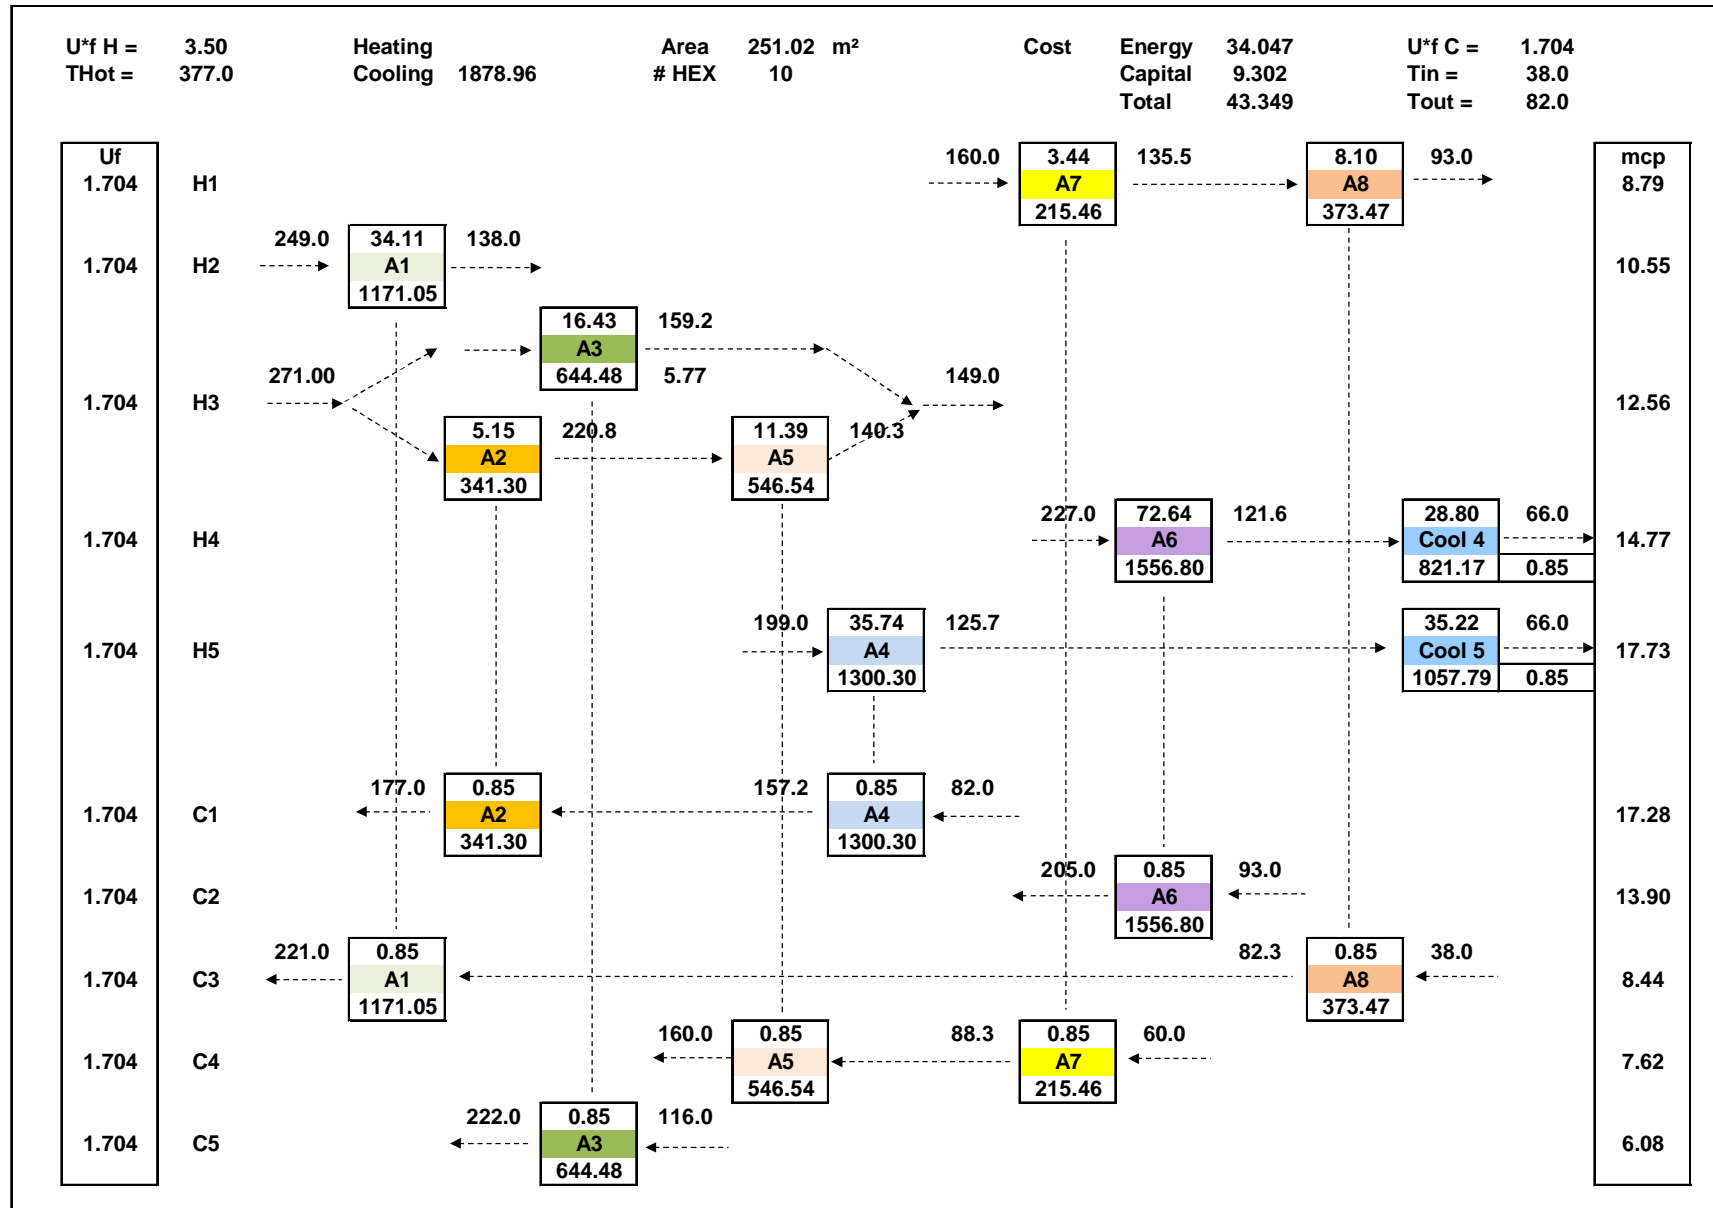 U*f H = 3.50 Heating Area 251.02 m² Cost Energy 34.047 U*f C = 1.704
THot = 377.0 Cooling 1878.96 # HEX 10 Capital 9.302 Tin = 38.0
Total 43.349 Tout = 82.0
Uf 160.0 3.44 135.5 8.10 93.0 mcp
1.704 H1 A7 A8 8.79
215.46 373.47
249.0 34.11 138.0
1.704 H2 A1 10.55
1171.05
16.43 159.2
A3
271.00 644.48 5.77 149.0
1.704 H3 12.56
5.15 220.8 11.39 140.3
A2 A5
341.30 546.54
227.0 72.64 121.6 28.80 66.0
1.704 H4 A6 Cool 4 14.77
1556.80 821.17 0.85
199.0 35.74 125.7 35.22 66.0
1.704 H5 A4 Cool 5 17.73
1300.30 1057.79 0.85
177.0 0.85 157.2 0.85 82.0
1.704 C1 A2 A4 17.28
341.30 1300.30
205.0 0.85 93.0
1.704 C2 A6 13.90
1556.80
221.0 0.85 82.3 0.85 38.0
1.704 C3 A1 A8 8.44
1171.05 373.47
160.0 0.85 88.3 0.85 60.0
1.704 C4 A5 A7 7.62
546.54 215.46
222.0 0.85 116.0
1.704 C5 A3 6.08
644.48